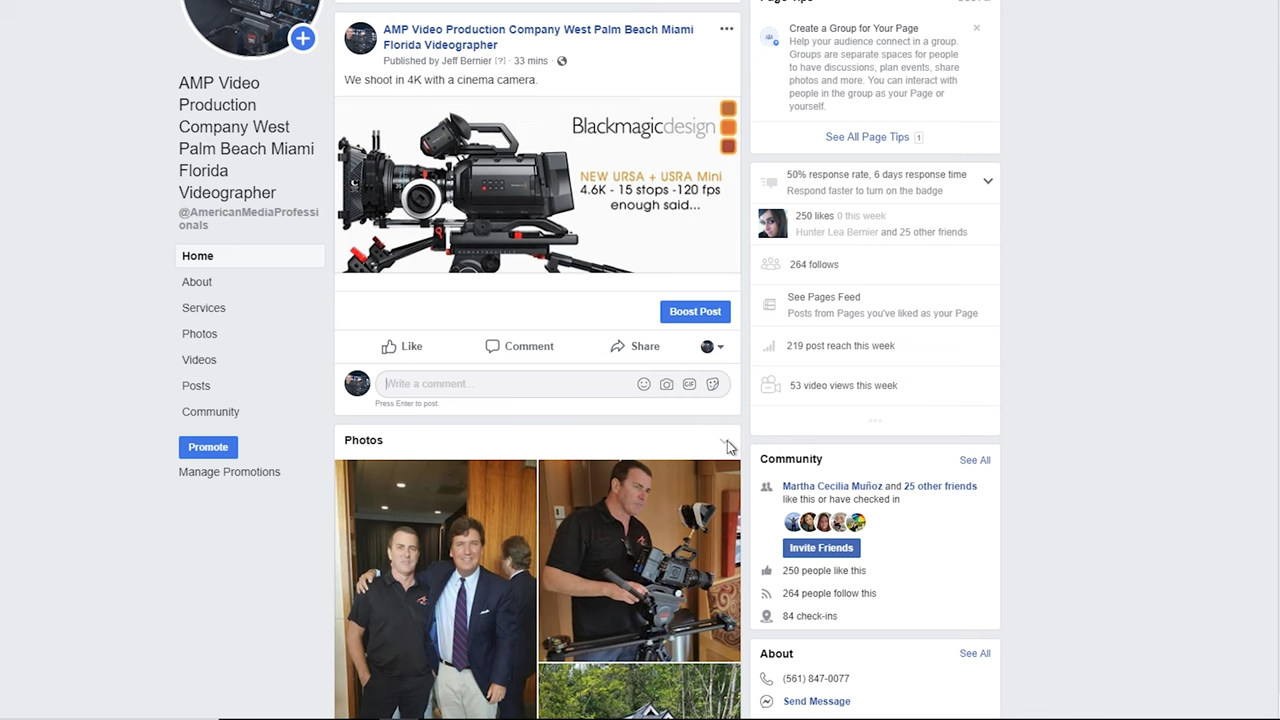 AMP Video
Production
Company West
Palm Beach Miami
Florida
Videographer
@AmericanMediaProfessi
onals
Home
About
Services
Photos
Videos
Posts
Community
Promote
Manage Promotions
AMP Video Production Company West Palm Beach Miami
Florida Videographer
Published by Jeff Bernier [?] · 33 mins ·
We shoot in 4K with a cinema camera.
Blackmagicdesign
NEW URSA + USRA Mini
4.6K - 15 stops -120 fps
enough said...
Boost Post
Like
Comment
Share
Write a comment...
GIF
Press Enter to post.
Photos
See All
Create a Group for Your Page
Help your audience connect in a group.
Groups are separate spaces for people
to have discussions, plan events, share
photos and more. You can interact with
people in the group as your Page or
yourself.
See All Page Tips 1
50% response rate, 6 days response time
Respond faster to turn on the badge
250 likes 0 this week
Hunter Lea Bernier and 25 other friends
264 follows
See Pages Feed
Posts from Pages you've liked as your Page
219 post reach this week
53 video views this week
Community
See All
Martha Cecilia Muñoz and 25 other friends
like this or have checked in
Invite Friends
250 people like this
264 people follow this
84 check-ins
About
See All
(561) 847-0077
Send Message